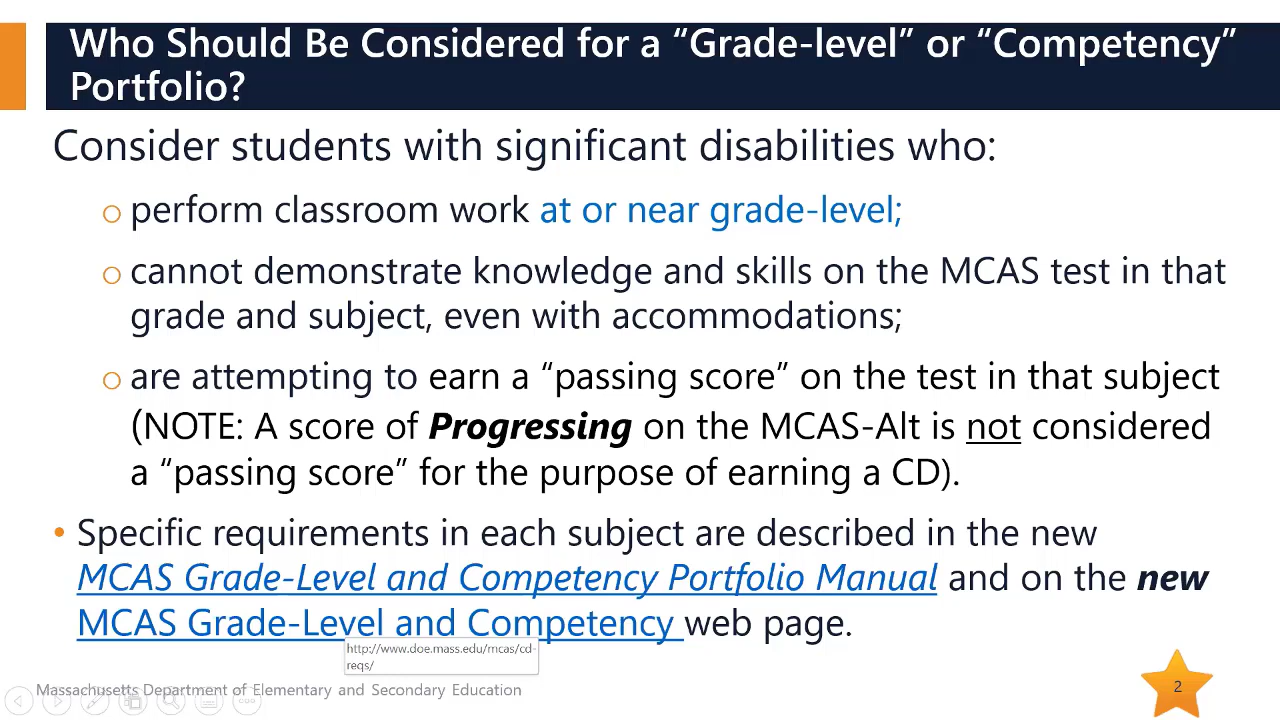 Who Should Be Considered for a “Grade-level” or “Competency”
Portfolio?
Consider students with significant disabilities who:
o perform classroom work at or near grade-level;
o cannot demonstrate knowledge and skills on the MCAS test in that
grade and subject, even with accommodations;
o are attempting to earn a “passing score” on the test in that subject
(NOTE: A score of Progressing on the MCAS-Alt is not considered
a “passing score” for the purpose of earning a CD).
• Specific requirements in each subject are described in the new
MCAS Grade-Level and Competency Portfolio Manual and on the new
MCAS Grade-Level and Competency web page.
http://www.doe.mass.edu/mcas/cd-
reqs/
Massachusetts Department of Elementary and Secondary Education
2